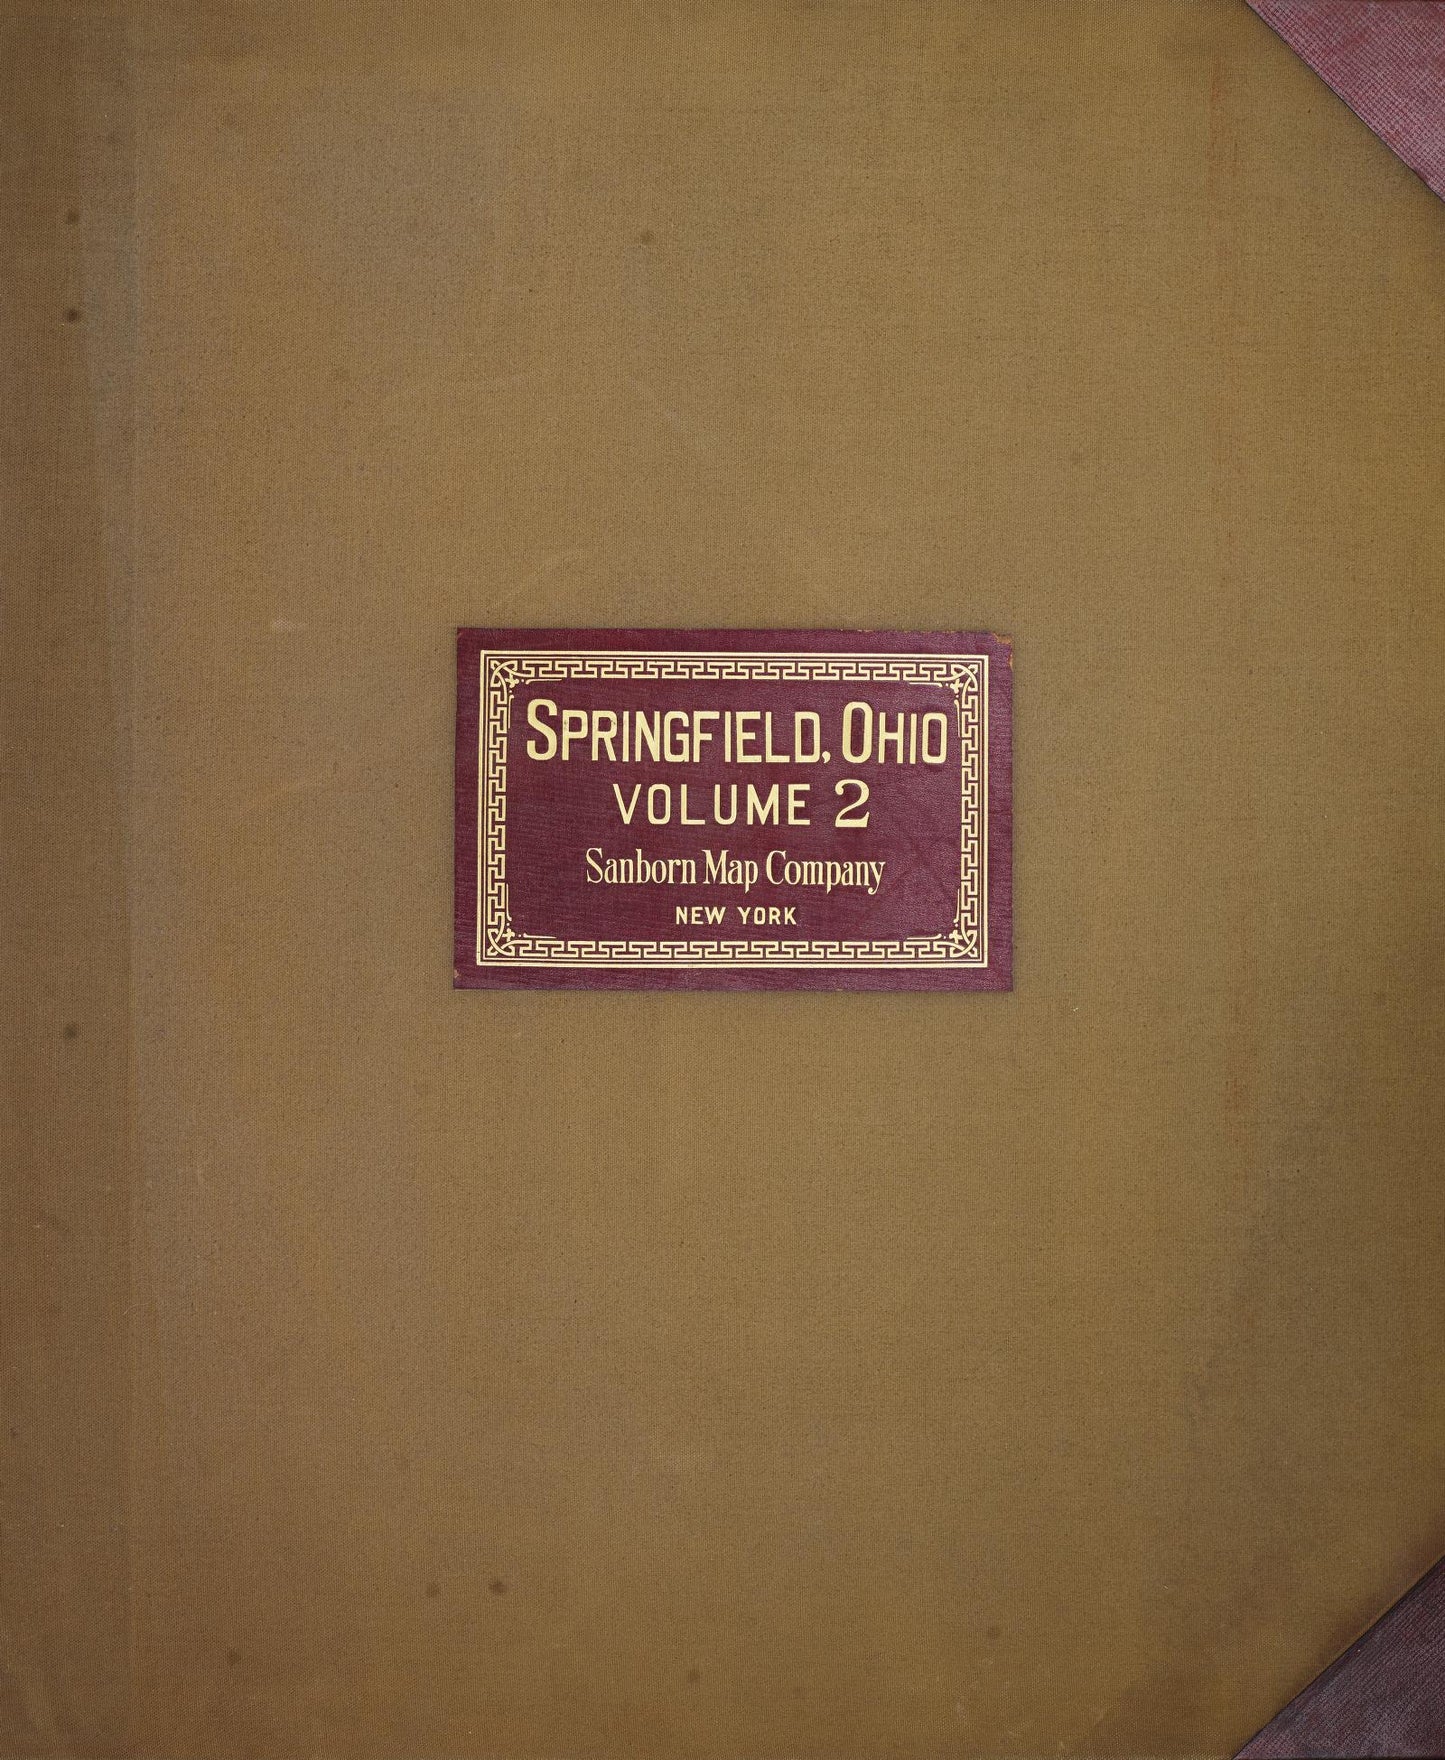 SPRINGFIELD, OHIO
VOLUME 2
Sanborn Map Company
NEW YORK